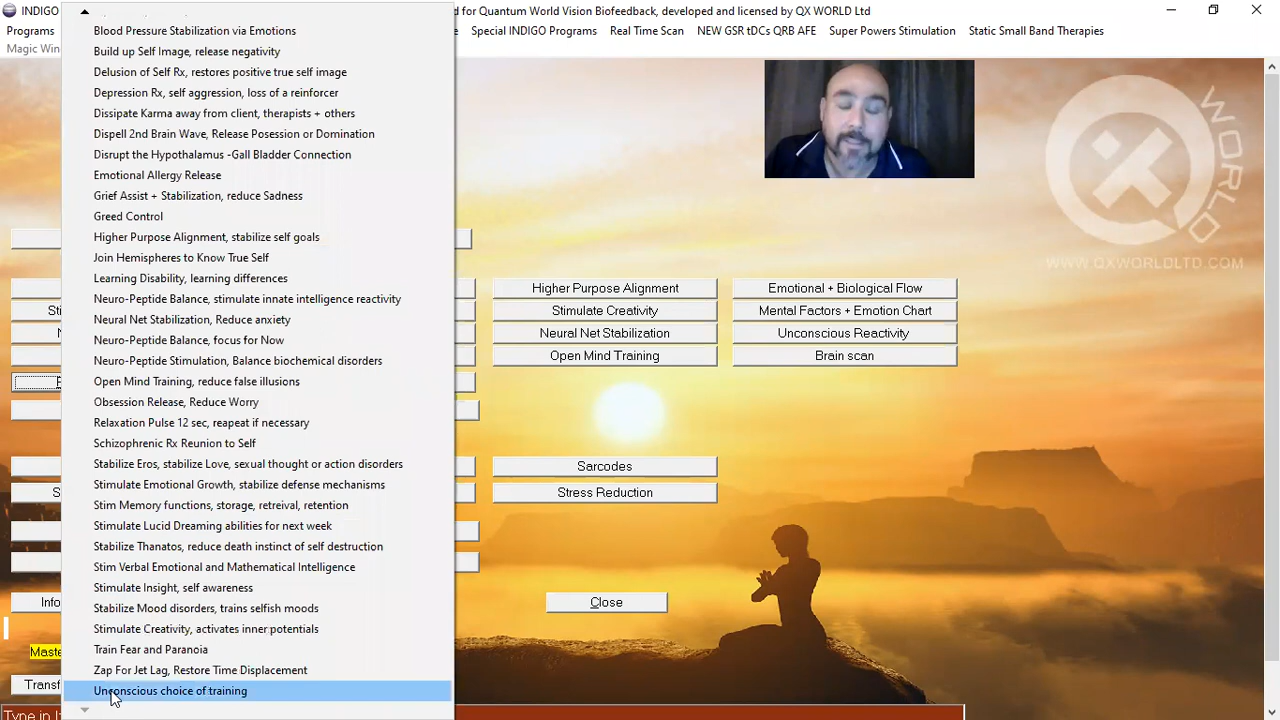 INDIGO
d for Quantum World Vision Biofeedback, developed and licensed by QX WORLD Ltd
Programs
e
Special INDIGO Programs
Real Time Scan
NEW GSR tDCs QRB AFE
Super Powers Stimulation
Static Small Band Therapies
Magic Win
Blood Pressure Stabilization via Emotions
Build up Self Image, release negativity
Delusion of Self Rx, restores positive true self image
Depression Rx, self aggression, loss of a reinforcer
Dissipate Karma away from client, therapists + others
Dispell 2nd Brain Wave, Release Posession or Domination
Disrupt the Hypothalamus -Gall Bladder Connection
Emotional Allergy Release
Grief Assist + Stabilization, reduce Sadness
Greed Control
Higher Purpose Alignment, stabilize self goals
Join Hemispheres to Know True Self
Learning Disability, learning differences
Neuro-Peptide Balance, stimulate innate intelligence reactivity
Neural Net Stabilization, Reduce anxiety
Neuro-Peptide Balance, focus for Now
Neuro-Peptide Stimulation, Balance biochemical disorders
Open Mind Training, reduce false illusions
Obsession Release, Reduce Worry
Relaxation Pulse 12 sec, reapeat if necessary
Schizophrenic Rx Reunion to Self
Stabilize Eros, stabilize Love, sexual thought or action disorders
Stabilize Emotional Growth, stabilize defense mechanisms
Stim Memory functions, storage, retreival, retention
Stimulate Lucid Dreaming abilities for next week
Stabilize Thanatos, reduce death instinct of self destruction
Stim Verbal Emotional and Mathematical Intelligence
Stimulate Insight, self awareness
Stabilize Mood disorders, trains selfish moods
Stimulate Creativity, activates inner potentials
Train Fear and Paranoia
Zap For Jet Lag, Restore Time Displacement
Unconscious choice of training
QX WORLD
WWW.QXWORLDLTD.COM
Higher Purpose Alignment
Emotional + Biological Flow
Stimulate Creativity
Mental Factors + Emotion Chart
Neural Net Stabilization
Unconscious Reactivity
Open Mind Training
Brain scan
Sarcodes
Stress Reduction
Close
Info
Maste
Transf
Type in I